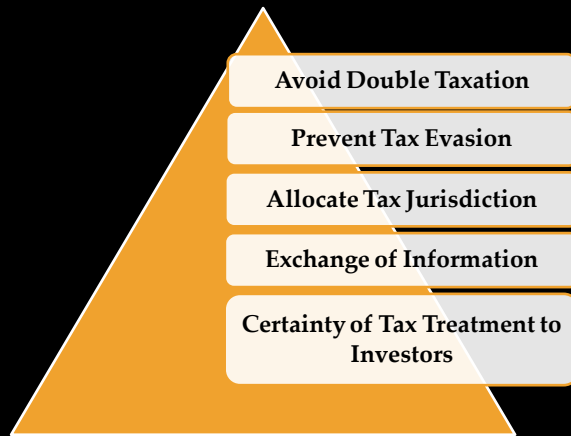 Avoid Double Taxation
Prevent Tax Evasion
Allocate Tax Jurisdiction
Exchange of Information
Certainty of Tax Treatment to
Investors